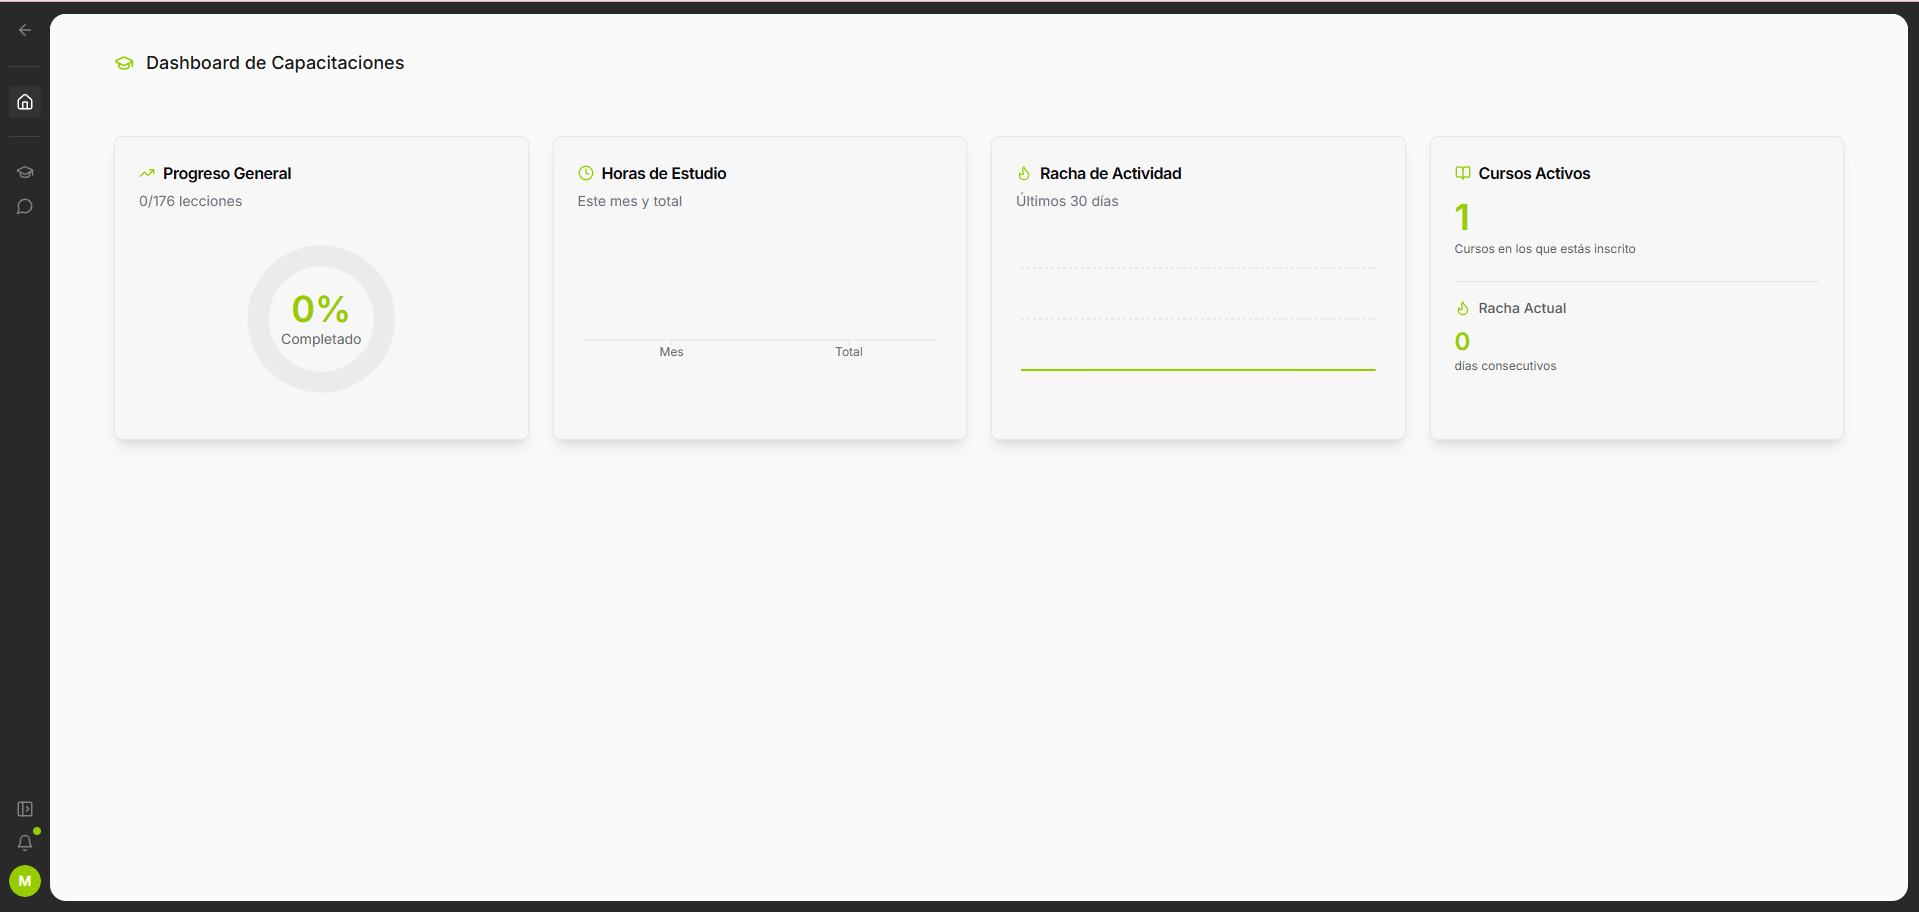 Dashboard de Capacitaciones
Progreso General
0/176 lecciones
0%
Completado
Horas de Estudio
Este mes y total
Mes
Total
Racha de Actividad
Últimos 30 días
Cursos Activos
1
Cursos en los que estás inscrito
Racha Actual
0
días consecutivos
M